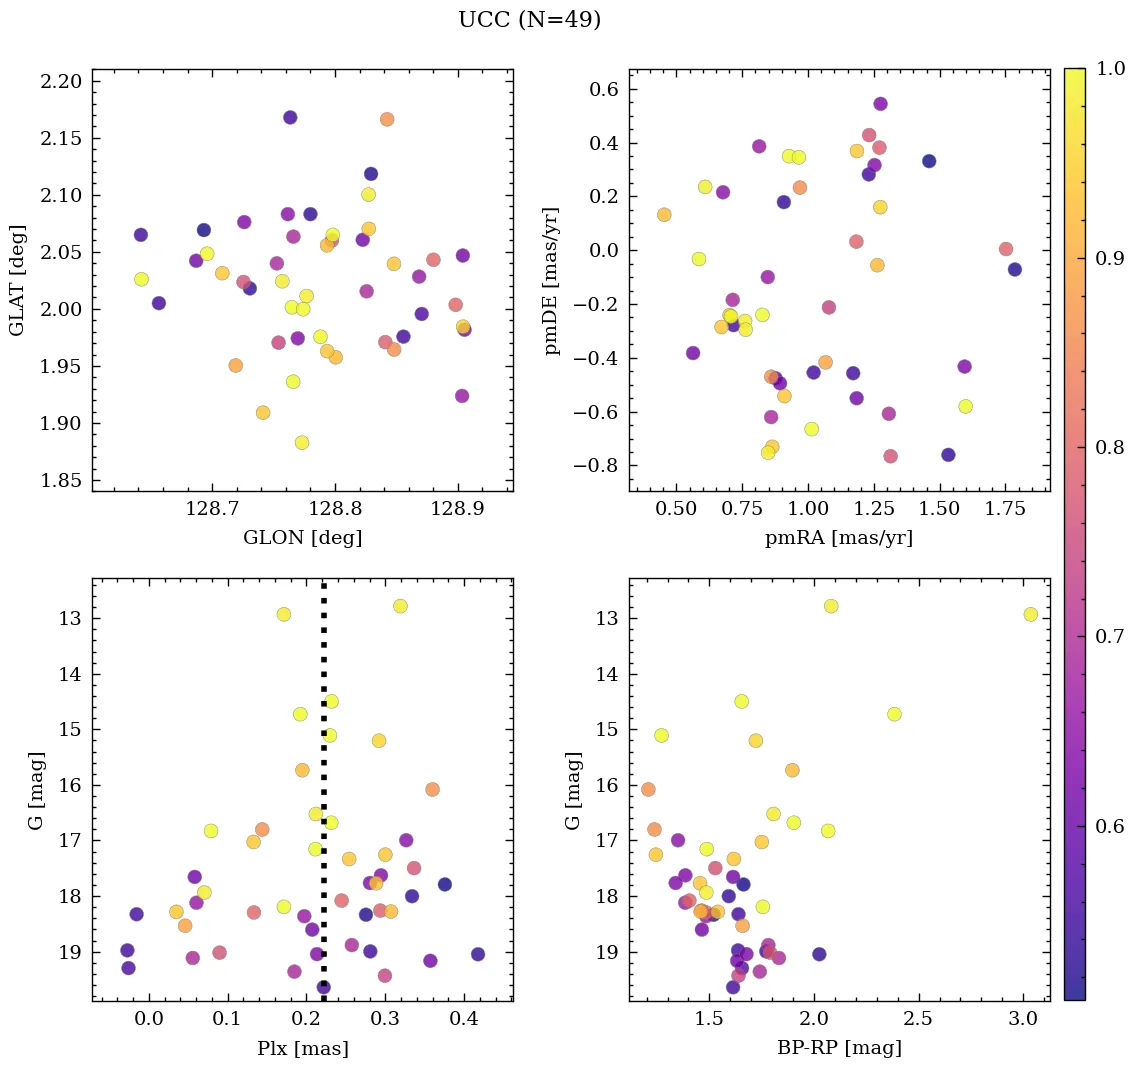 UCC (N=49)
2.20
2.15
2.10
2.05
2.00
1.95
1.90
1.85
GLAT [deg]
128.7 128.8 128.9
GLON [deg]
0.6
0.4
0.2
0.0
−0.2
−0.4
−0.6
−0.8
pmDE [mas/yr]
0.50 0.75 1.00 1.25 1.50 1.75
pmRA [mas/yr]
1.0
0.9
0.8
0.7
0.6
13
14
15
16
17
18
19
G [mag]
0.0 0.1 0.2 0.3 0.4
Plx [mas]
13
14
15
16
17
18
19
G [mag]
1.5 2.0 2.5 3.0
BP-RP [mag]